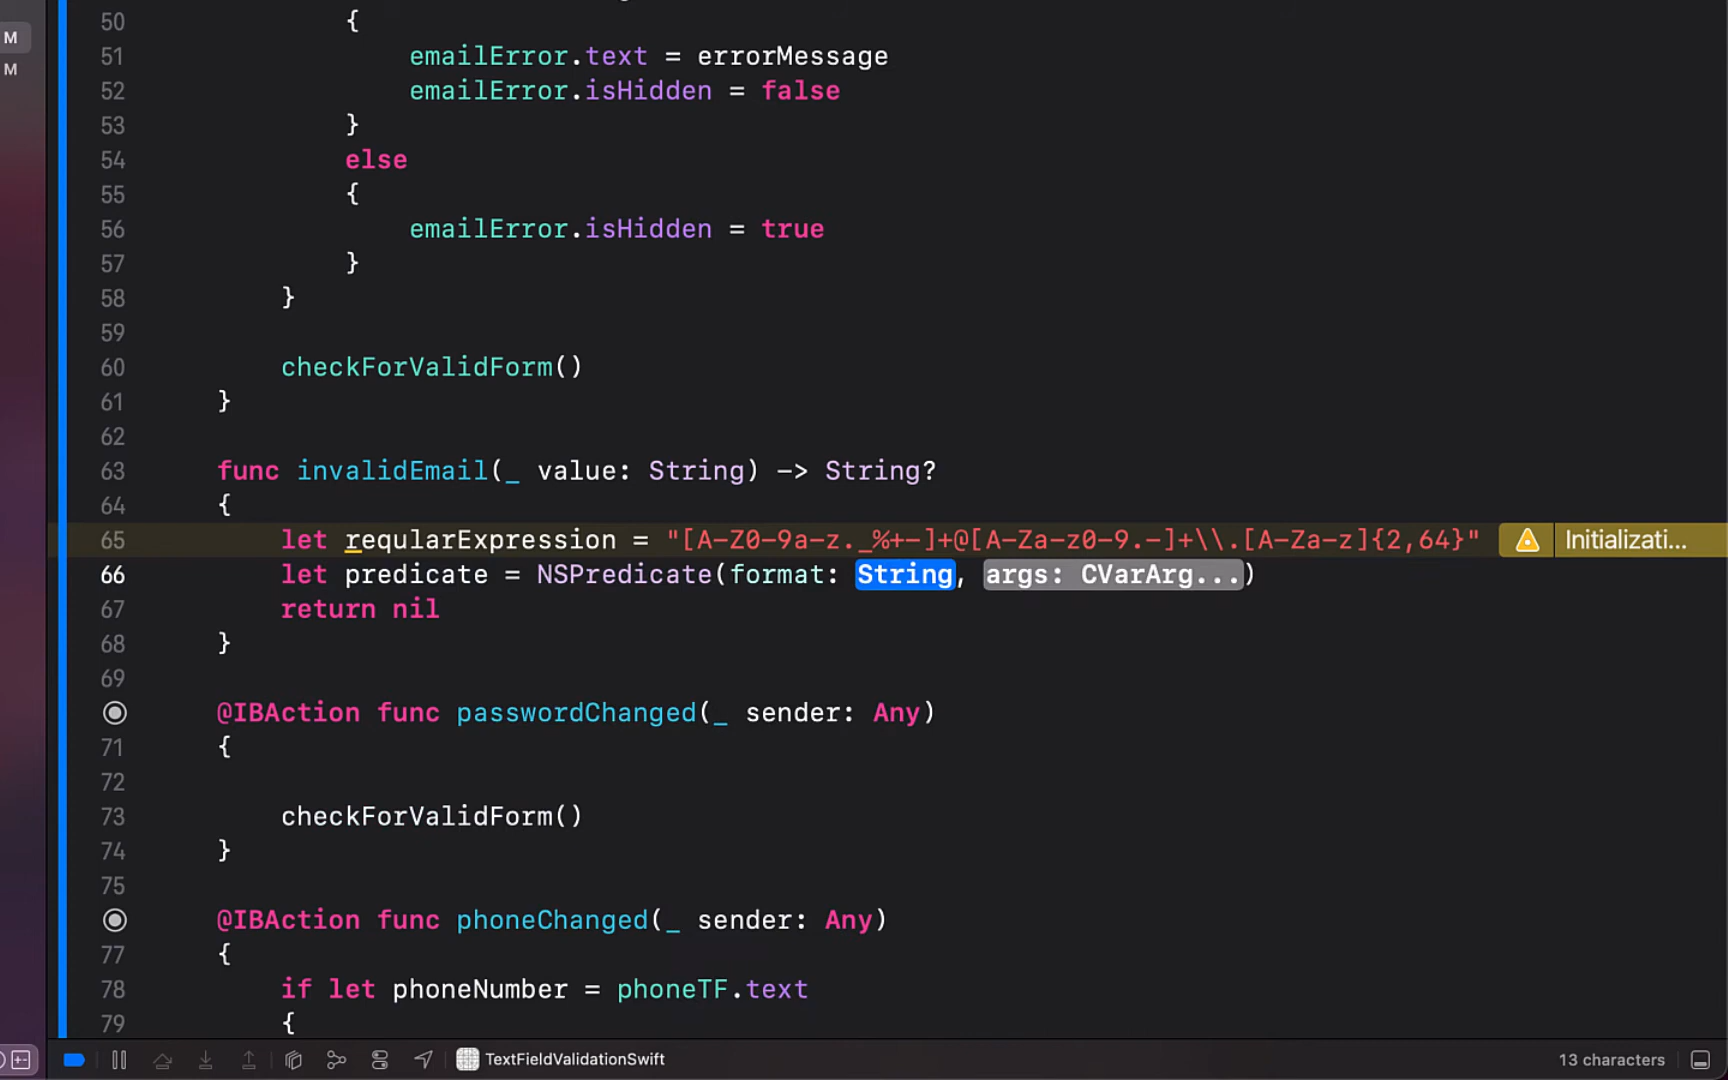 M
M
50 {
51 emailError.text = errorMessage
52 emailError.isHidden = false
53 }
54 else
55 {
56 emailError.isHidden = true
57 }
58 }
59
60 checkForValidForm()
61 }
62
63 func invalidEmail(_ value: String) -> String?
64 {
65 let reqularExpression = "[A-Z0-9a-z._%+-]+@[A-Za-z0-9.-]+\\.[A-Za-z]{2,64}" Initializati...
66 let predicate = NSPredicate(format: String, args: CVarArg...)
67 return nil
68 }
69
@IBAction func passwordChanged(_ sender: Any)
71 {
72
73 checkForValidForm()
74 }
75
@IBAction func phoneChanged(_ sender: Any)
77 {
78 if let phoneNumber = phoneTF.text
79 {
TextFieldValidationSwift 13 characters